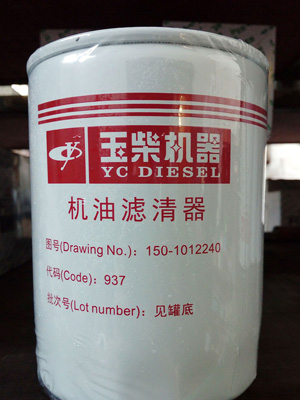 玉柴机器
YC DIESEL
机油滤清器
图号(Drawing No.)：150-1012240
代码(Code)：937
批次号(Lot number)：见罐底